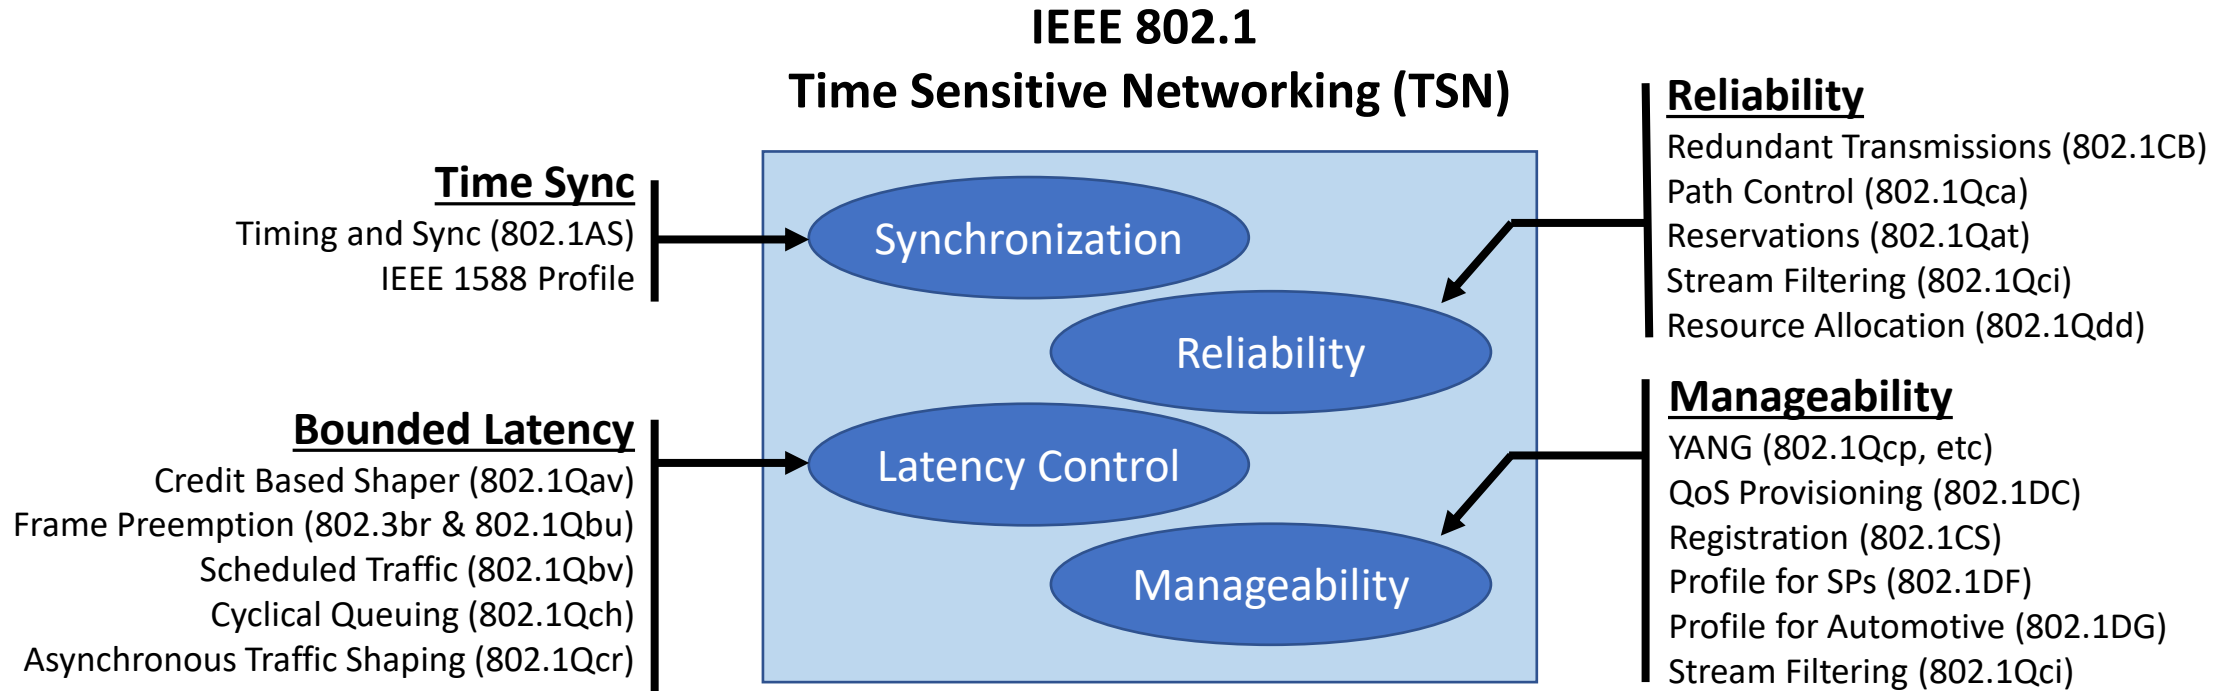 IEEE 802.1
Time Sensitive Networking (TSN)
Time Sync
Timing and Sync (802.1AS)
IEEE 1588 Profile
Bounded Latency
Credit Based Shaper (802.1Qav)
Frame Preemption (802.3br & 802.1Qbu)
Scheduled Traffic (802.1Qbv)
Cyclical Queuing (802.1Qch)
Asynchronous Traffic Shaping (802.1Qcr)
Synchronization
Reliability
Latency Control
Manageability
Reliability
Redundant Transmissions (802.1CB)
Path Control (802.1Qca)
Reservations (802.1Qat)
Stream Filtering (802.1Qci)
Resource Allocation (802.1Qdd)
Manageability
YANG (802.1Qcp, etc)
QoS Provisioning (802.1DC)
Registration (802.1CS)
Profile for SPs (802.1DF)
Profile for Automotive (802.1DG)
Stream Filtering (802.1Qci)